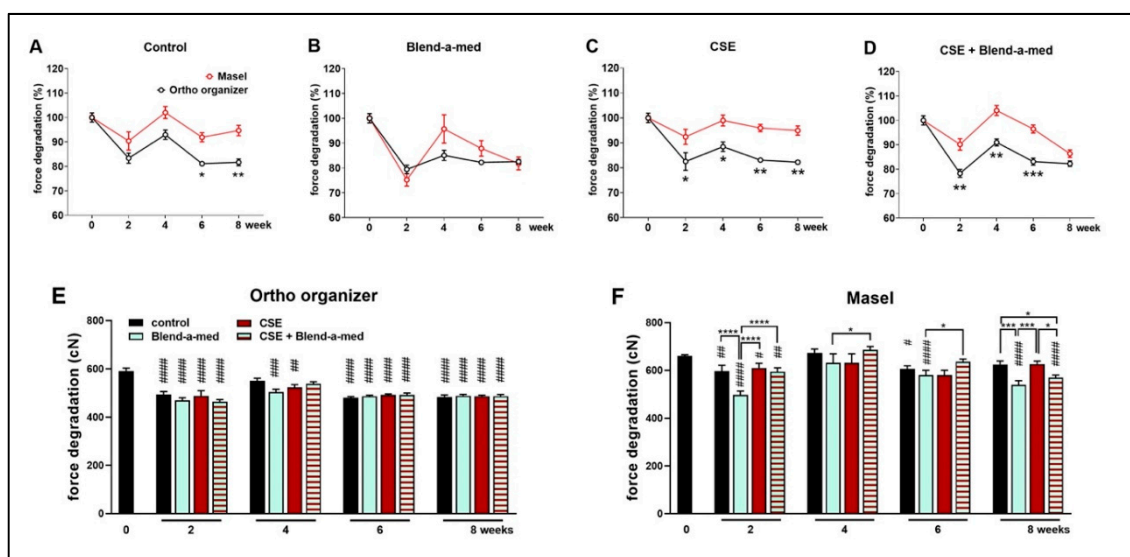 A Control
B Blend-a-med
C CSE
D CSE + Blend-a-med
force degradation (%)
120
110
100
90
80
70
60
Masel
Ortho organizer
* **
0 2 4 6 8 week
force degradation (%)
120
110
100
90
80
70
60
0 2 4 6 8 week
force degradation (%)
120
110
100
90
80
70
60
* * ** **
0 2 4 6 8 week
force degradation (%)
120
110
100
90
80
70
60
** ** ***
0 2 4 6 8 week
E Ortho organizer
force degradation (cN)
800
600
400
200
0
control
Blend-a-med
CSE
CSE + Blend-a-med
#### #### #### ####
### ##
#### #### #### ####
#### #### #### ####
0 2 4 6 8 weeks
F Masel
force degradation (cN)
800
600
400
200
0
**** **** ****
## #### # ##
*
*
# ####
*
*** *** *
#### ####
0 2 4 6 8 weeks